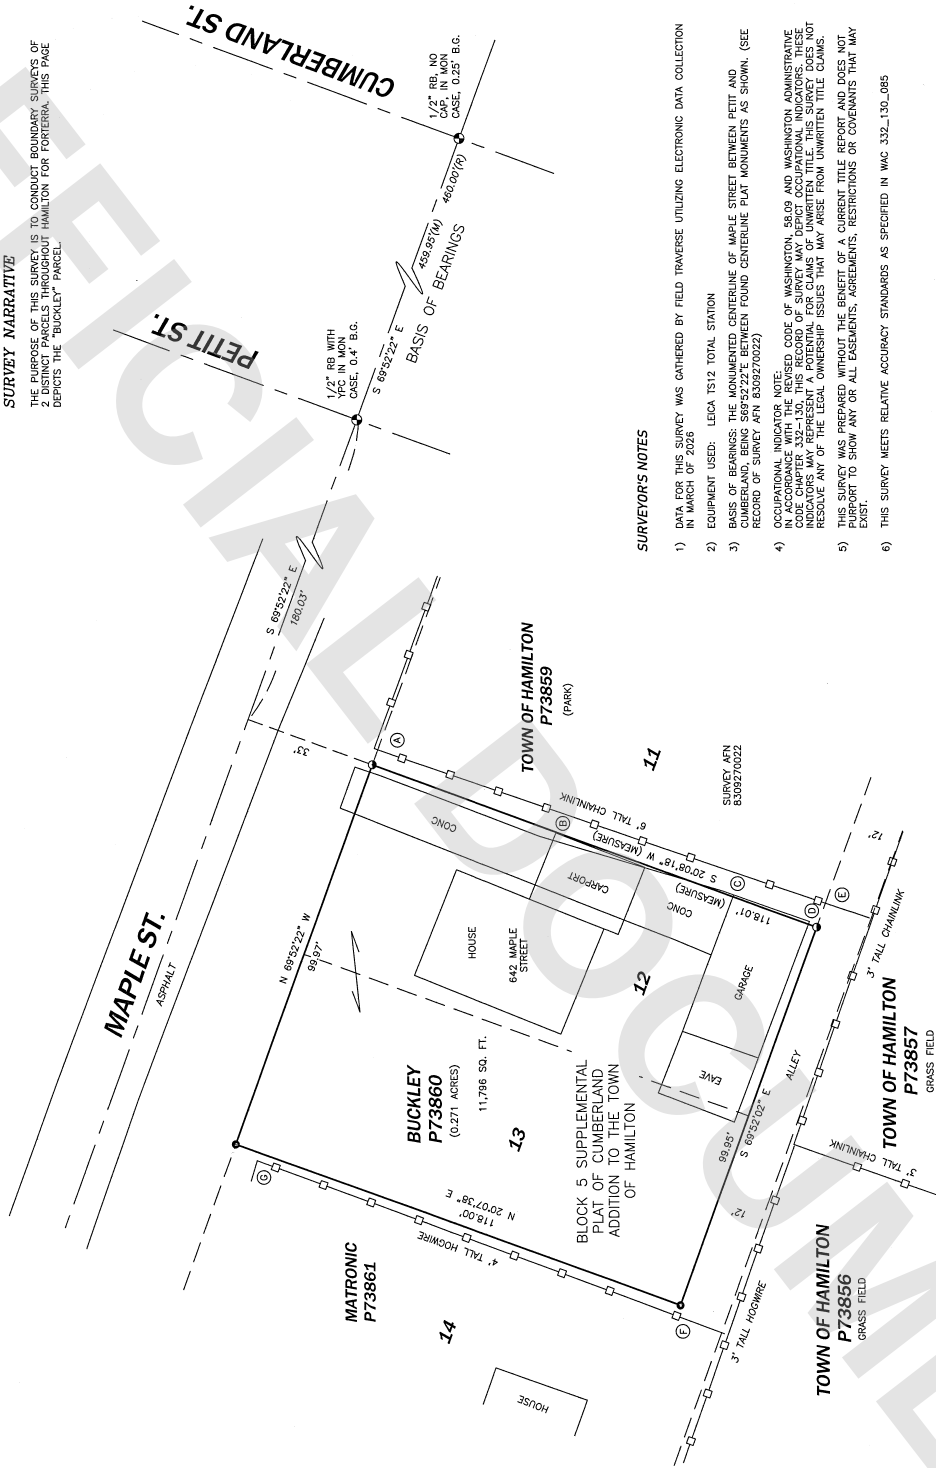 SURVEY NARRATIVE
THE PURPOSE OF THIS SURVEY IS TO CONDUCT BOUNDARY SURVEYS OF
2 DISTINCT PARCELS THROUGHOUT HAMILTON FOR FORTERRA. THIS PAGE
DEPICTS THE "BUCKLEY" PARCEL.
CUMBERLAND ST.
1/2" RB, NO
CAP, IN MON
CASE, 0.25' B.G.
459.95'(M) 460.00'(R)
S 69°52'22" E
BASIS OF BEARINGS
PETIT ST.
1/2" RB WITH
YPC IN MON
CASE, 0.4' B.G.
S 69°52'22" E
180.03'
MAPLE ST.
ASPHALT
33'
N 69°52'22" W
99.97'
A
CONC
B
6' TALL CHAINLINK
S 20°08'18" W (MEASURE)
118.01' (MEASURE)
C
D
E
HOUSE
642 MAPLE
STREET
CARPORT
CONC
12
GARAGE
EAVE
BUCKLEY
P73860
(0.271 ACRES)
11,796 SQ. FT.
13
BLOCK 5 SUPPLEMENTAL
PLAT OF CUMBERLAND
ADDITION TO THE TOWN
OF HAMILTON
G
N 20°07'38" E
118.00'
4' TALL HOGWIRE
F
MATRONIC
P73861
14
HOUSE
99.95'
S 69°52'02" E
ALLEY
12'
12'
3' TALL HOGWIRE
3' TALL CHAINLINK
3' TALL CHAINLINK
TOWN OF HAMILTON
P73859
(PARK)
11
SURVEY AFN
8309270022
TOWN OF HAMILTON
P73857
GRASS FIELD
TOWN OF HAMILTON
P73856
GRASS FIELD
SURVEYOR'S NOTES
1) DATA FOR THIS SURVEY WAS GATHERED BY FIELD TRAVERSE UTILIZING ELECTRONIC DATA COLLECTION
IN MARCH OF 2026
2) EQUIPMENT USED: LEICA TS12 TOTAL STATION
3) BASIS OF BEARINGS: THE MONUMENTED CENTERLINE OF MAPLE STREET BETWEEN PETIT AND
CUMBERLAND, BEING S69°52'22"E BETWEEN FOUND CENTERLINE PLAT MONUMENTS AS SHOWN. (SEE
RECORD OF SURVEY AFN 8309270022)
4) OCCUPATIONAL INDICATOR NOTE:
IN ACCORDANCE WITH THE REVISED CODE OF WASHINGTON, 58.09 AND WASHINGTON ADMINISTRATIVE
CODE CHAPTER 332-130, THIS RECORD OF SURVEY MAY DEPICT OCCUPATIONAL INDICATORS. THESE
INDICATORS MAY REPRESENT A POTENTIAL FOR CLAIMS OF UNWRITTEN TITLE. THIS SURVEY DOES NOT
RESOLVE ANY OF THE LEGAL OWNERSHIP ISSUES THAT MAY ARISE FROM UNWRITTEN TITLE CLAIMS.
5) THIS SURVEY WAS PREPARED WITHOUT THE BENEFIT OF A CURRENT TITLE REPORT AND DOES NOT
PURPORT TO SHOW ANY OR ALL EASEMENTS, AGREEMENTS, RESTRICTIONS OR COVENANTS THAT MAY
EXIST.
6) THIS SURVEY MEETS RELATIVE ACCURACY STANDARDS AS SPECIFIED IN WAC 332_130_085